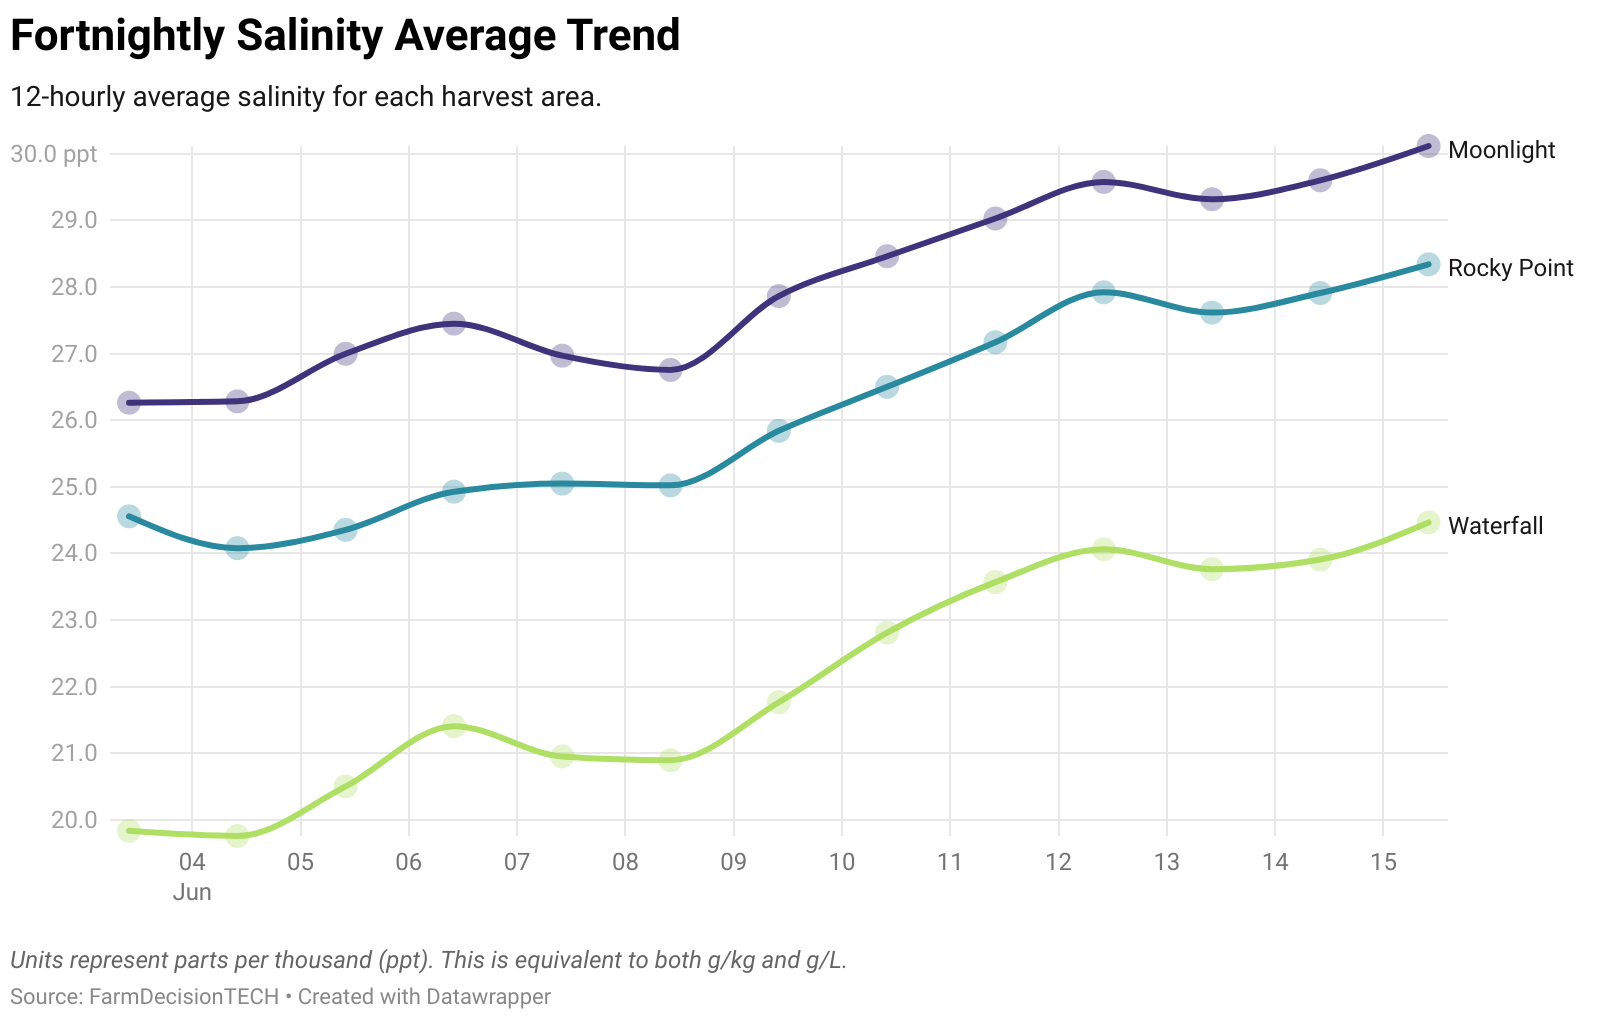 Fortnightly Salinity Average Trend
12-hourly average salinity for each harvest area.
30.0 ppt
Moonlight
29.0
28.0
Rocky Point
27.0
26.0
25.0
Waterfall
24.0
23.0
22.0
21.0
20.0
04 05 06 07 08 09 10 11 12 13 14 15
Jun
Units represent parts per thousand (ppt). This is equivalent to both g/kg and g/L.
Source: FarmDecisionTECH • Created with Datawrapper